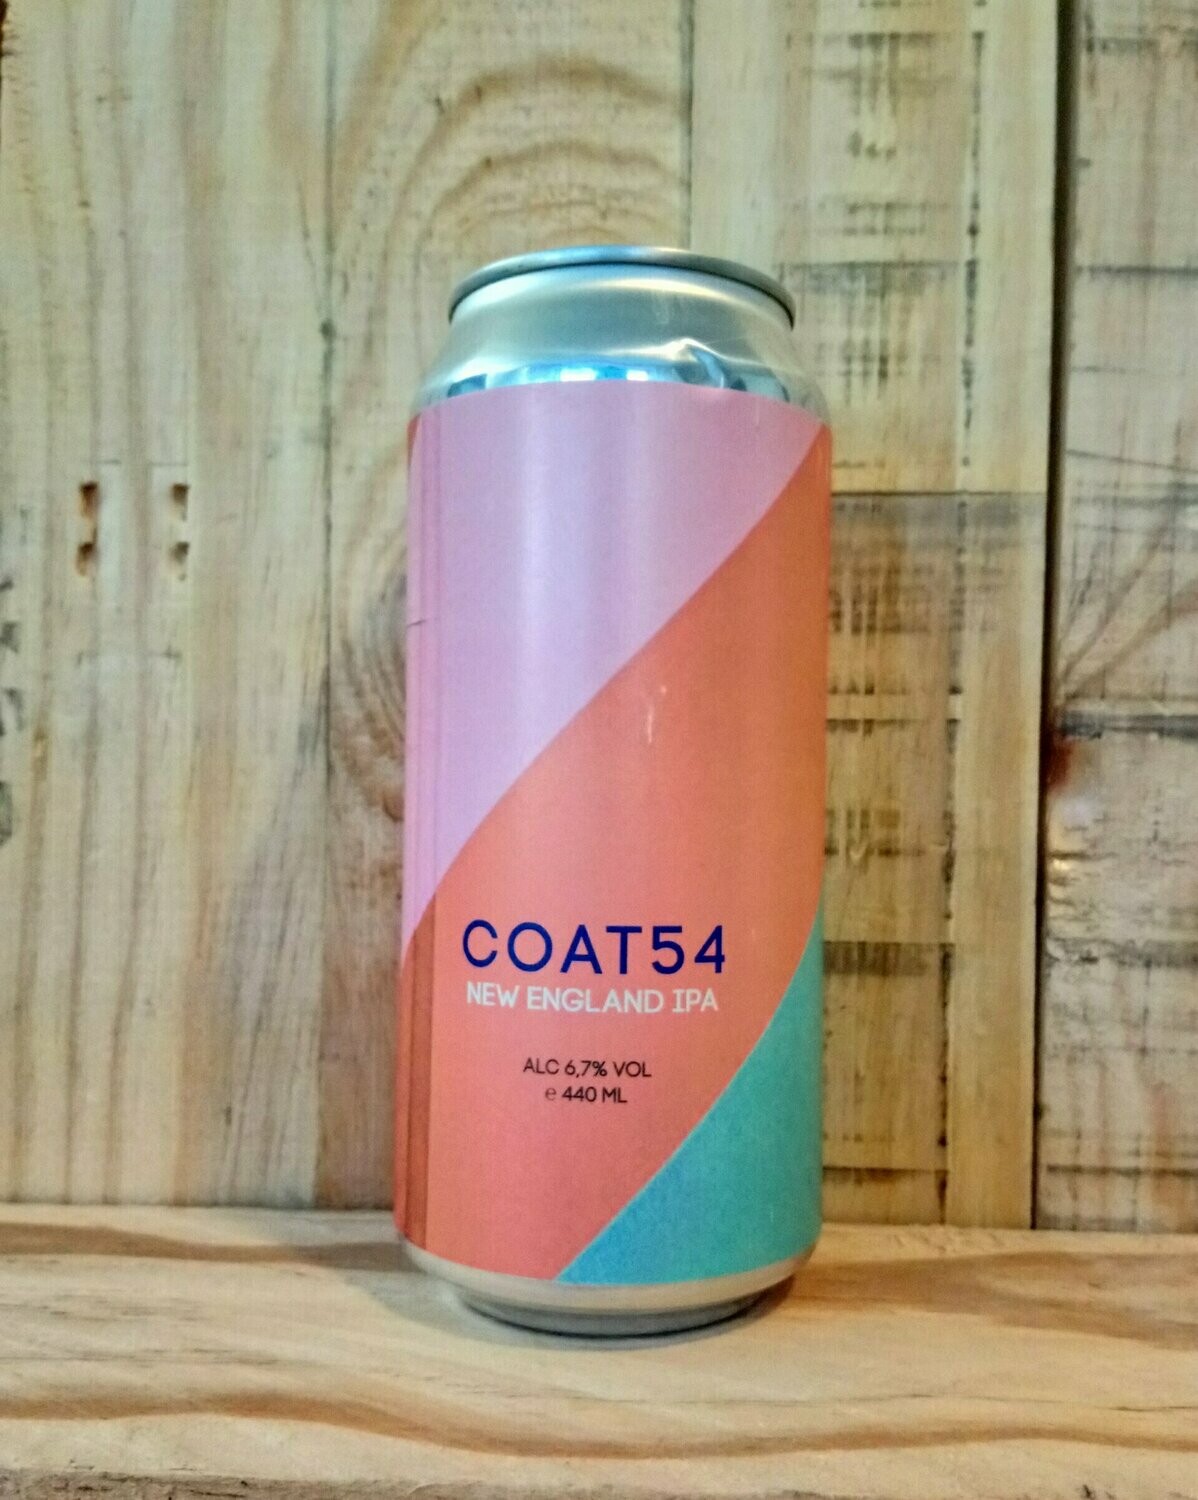 COAT54
NEW ENGLAND IPA
ALC 6,7% VOL
℮ 440 ML